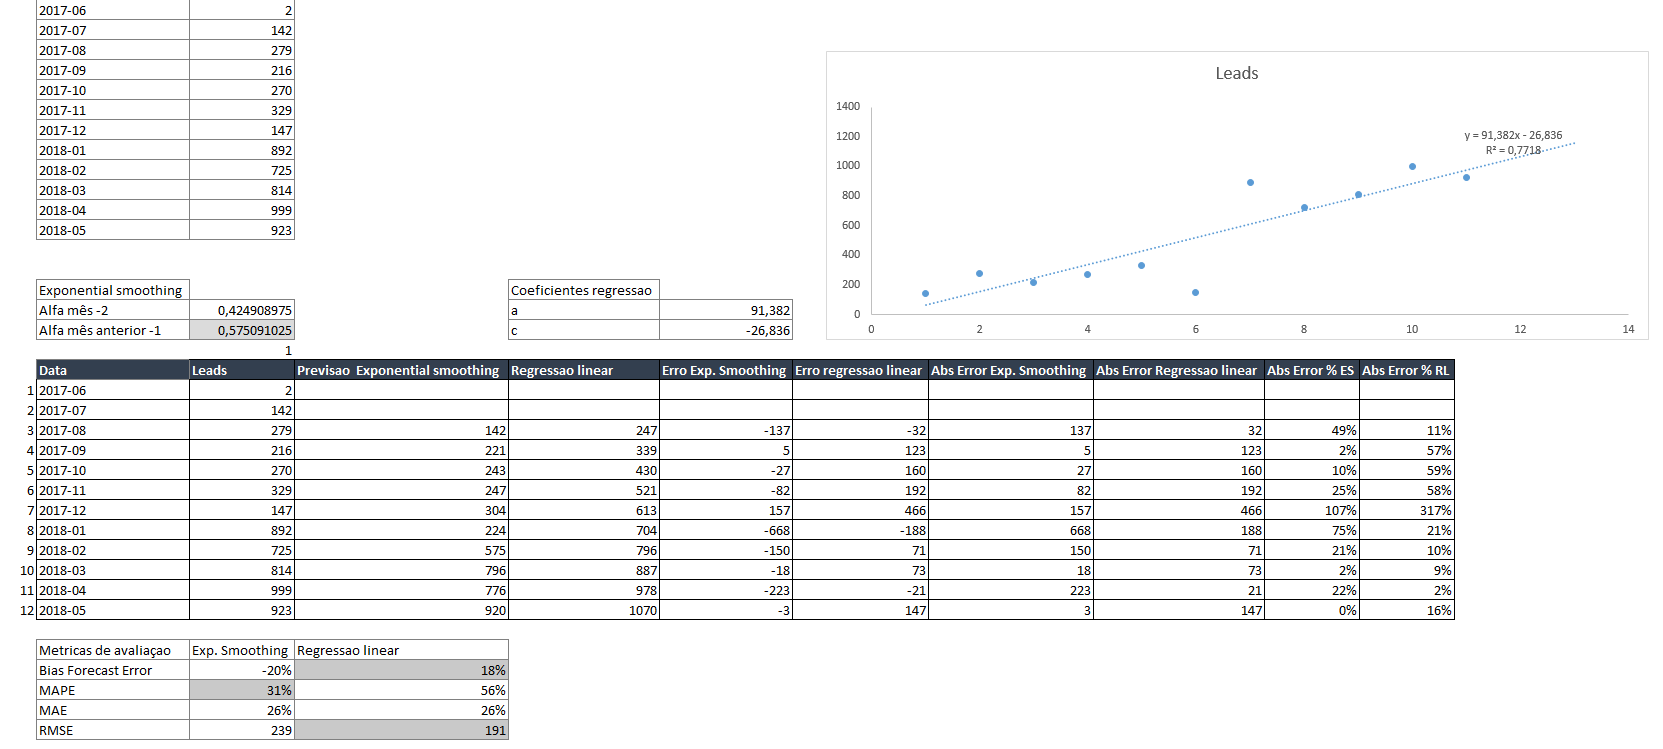 2017-06 2
2017-07 142
2017-08 279
2017-09 216
2017-10 270
2017-11 329
2017-12 147
2018-01 892
2018-02 725
2018-03 814
2018-04 999
2018-05 923
Leads
1400
1200
1000
800
600
400
200
0
0 2 4 6 8 10 12 14
y = 91,382x - 26,836
R² = 0,7718
Exponential smoothing
Alfa mês -2 0,424908975
Alfa mês anterior -1 0,575091025
1
Coeficientes regressao
a 91,382
c -26,836
Data Leads Previsao Exponential smoothing Regressao linear Erro Exp. Smoothing Erro regressao linear Abs Error Exp. Smoothing Abs Error Regressao linear Abs Error % ES Abs Error % RL
1 2017-06 2
2 2017-07 142
3 2017-08 279 142 247 -137 -32 137 32 49% 11%
4 2017-09 216 221 339 5 123 5 123 2% 57%
5 2017-10 270 243 430 -27 160 27 160 10% 59%
6 2017-11 329 247 521 -82 192 82 192 25% 58%
7 2017-12 147 304 613 157 466 157 466 107% 317%
8 2018-01 892 224 704 -668 -188 668 188 75% 21%
9 2018-02 725 575 796 -150 71 150 71 21% 10%
10 2018-03 814 796 887 -18 73 18 73 2% 9%
11 2018-04 999 776 978 -223 -21 223 21 22% 2%
12 2018-05 923 920 1070 -3 147 3 147 0% 16%
Metricas de avaliaçao Exp. Smoothing Regressao linear
Bias Forecast Error -20% 18%
MAPE 31% 56%
MAE 26% 26%
RMSE 239 191